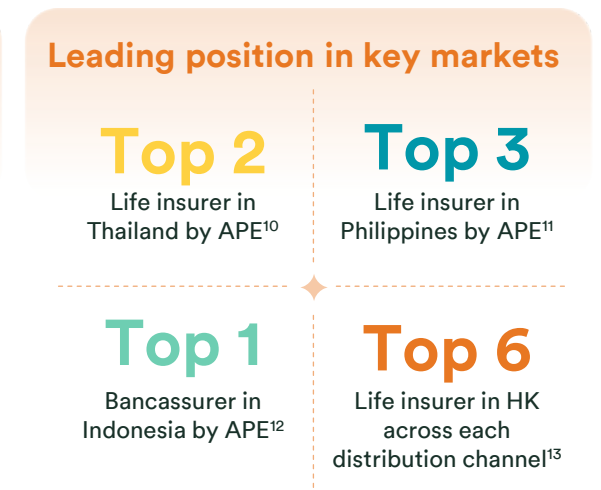 Leading position in key markets
Top 2
Life insurer in
Thailand by APE¹⁰
Top 3
Life insurer in
Philippines by APE¹¹
Top 1
Bancassurer in
Indonesia by APE¹²
Top 6
Life insurer in HK
across each
distribution channel¹³